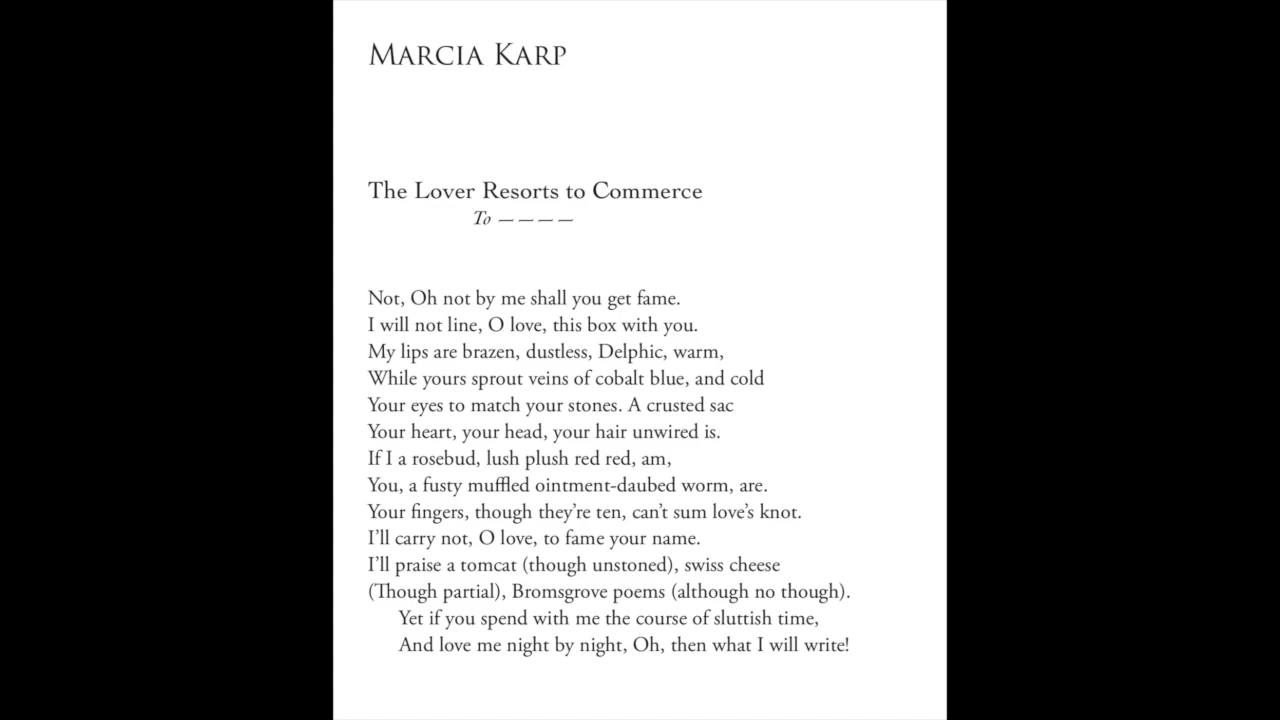 Marcia Karp
The Lover Resorts to Commerce
To — — — —
Not, Oh not by me shall you get fame.
I will not line, O love, this box with you.
My lips are brazen, dustless, Delphic, warm,
While yours sprout veins of cobalt blue, and cold
Your eyes to match your stones. A crusted sac
Your heart, your head, your hair unwired is.
If I a rosebud, lush plush red red, am,
You, a fusty muffled ointment-daubed worm, are.
Your fingers, though they’re ten, can’t sum love’s knot.
I’ll carry not, O love, to fame your name.
I’ll praise a tomcat (though unstoned), swiss cheese
(Though partial), Bromsgrove poems (although no though).
Yet if you spend with me the course of sluttish time,
And love me night by night, Oh, then what I will write!